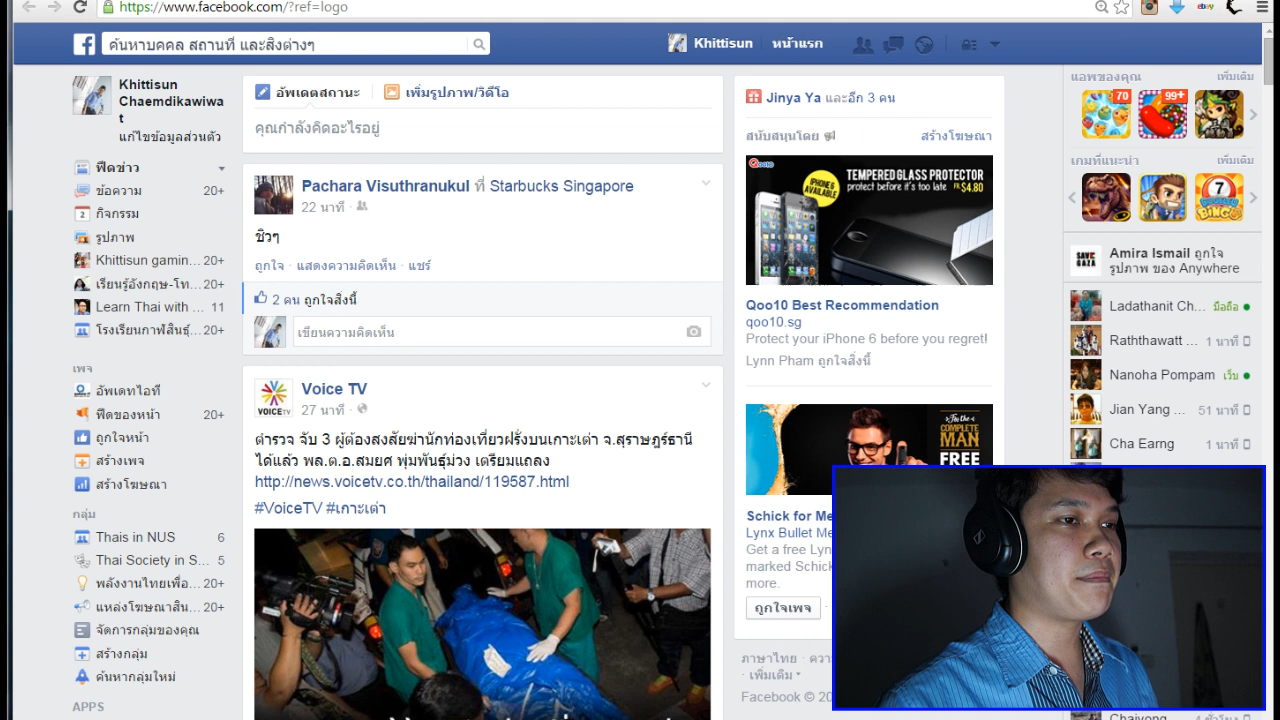 https://www.facebook.com/?ref=logo
ebay
ค้นหาบุคคล สถานที่ และสิ่งต่างๆ
Khittisun
หน้าแรก
Khittisun
Chaemdikawiwa
t
แก้ไขข้อมูลส่วนตัว
ฟีดข่าว
ข้อความ 20+
2 กิจกรรม
รูปภาพ
Khittisun gamin... 20+
เรียนรู้อังกฤษ-โท... 20+
Learn Thai with ... 11
โรงเรียนกาฬสินธุ์... 20+
เพจ
อัพเดทไอที
ฟีดของหน้า 20+
ถูกใจหน้า
สร้างเพจ
สร้างโฆษณา
กลุ่ม
Thais in NUS 6
Thai Society in S... 5
พลังงานไทยเพื่อ... 20+
แหล่งโฆษณาสิน... 20+
จัดการกลุ่มของคุณ
สร้างกลุ่ม
ค้นหากลุ่มใหม่
APPS
อัพเดตสถานะ
เพิ่มรูปภาพ/วิดีโอ
คุณกำลังคิดอะไรอยู่
Pachara Visuthranukul ที่ Starbucks Singapore
22 นาที ·
ชิวๆ
ถูกใจ · แสดงความคิดเห็น · แชร์
2 คน ถูกใจสิ่งนี้
เขียนความคิดเห็น
VOICETV
Voice TV
27 นาที ·
ตำรวจ จับ 3 ผู้ต้องสงสัยฆ่านักท่องเที่ยวฝรั่งบนเกาะเต่า จ.สุราษฎร์ธานี
ได้แล้ว พล.ต.อ.สมยศ พุ่มพันธุ์ม่วง เตรียมแถลง
http://news.voicetv.co.th/thailand/119587.html
#VoiceTV #เกาะเต่า
Jinya Ya และอีก 3 คน
สนับสนุนโดย
สร้างโฆษณา
Qoo10
TEMPERED GLASS PROTECTOR
protect before it's too late FR $4.80
IPHONE 6
AVAILABLE
Qoo10 Best Recommendation
qoo10.sg
Protect your iPhone 6 before you regret!
Lynn Pham ถูกใจสิ่งนี้
For the
COMPLETE
MAN
FREE
Schick for Me
Lynx Bullet Me
Get a free Lyn
marked Schick
more.
ถูกใจเพจ
ภาษาไทย · ควา
· เพิ่มเติม
Facebook © 20
แอพของคุณ เพิ่มเติม
70
99+
เกมที่แนะนำ เพิ่มเติม
7
BINGO
SAVE
GAZA
Amira Ismail ถูกใจ
รูปภาพ ของ Anywhere
Ladathanit Ch... มือถือ
Raththawatt ... 1 นาที
Nanoha Pompam เว็บ
Jian Yang ... 51 นาที
Cha Earng 1 นาที